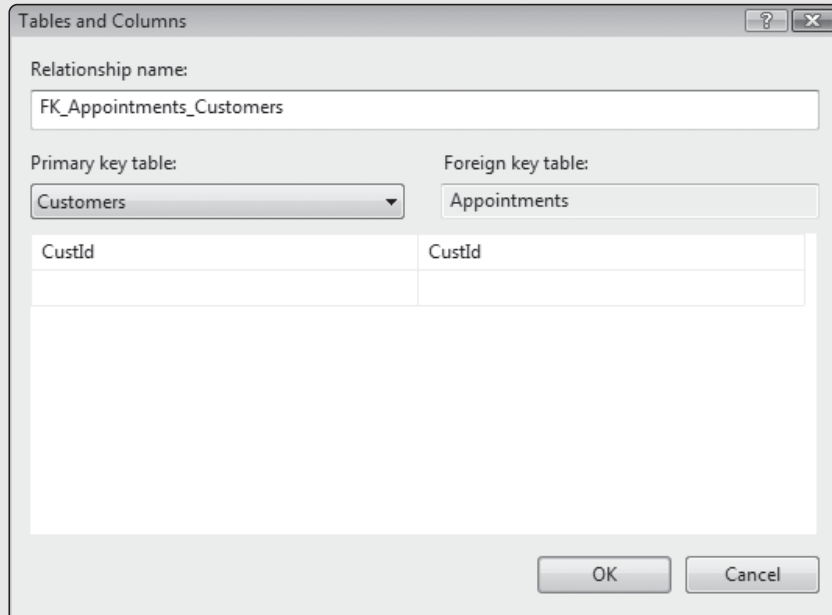 Tables and Columns
Relationship name:
FK_Appointments_Customers
Primary key table: Foreign key table:
Customers Appointments
CustId CustId
OK Cancel